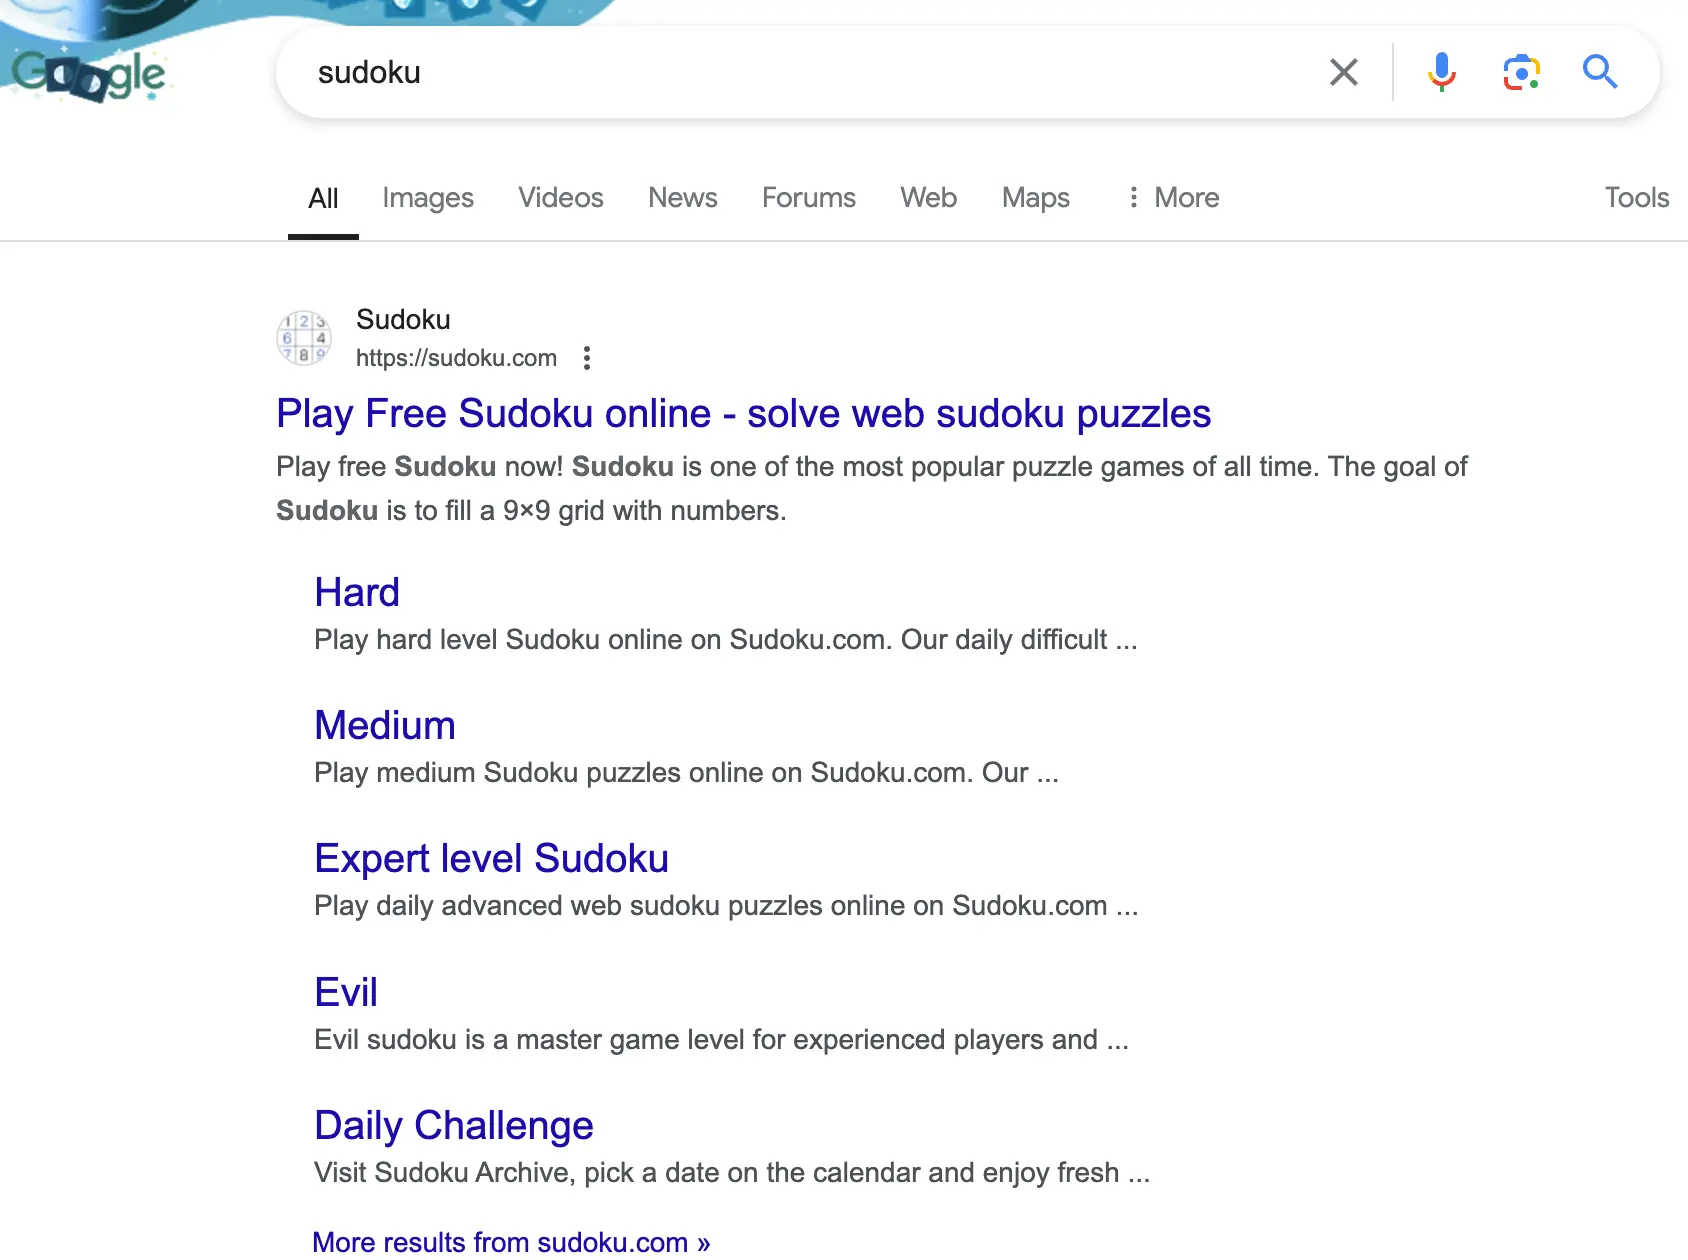 Google
sudoku
All Images Videos News Forums Web Maps More Tools
Sudoku
https://sudoku.com
Play Free Sudoku online - solve web sudoku puzzles
Play free Sudoku now! Sudoku is one of the most popular puzzle games of all time. The goal of
Sudoku is to fill a 9×9 grid with numbers.
Hard
Play hard level Sudoku online on Sudoku.com. Our daily difficult ...
Medium
Play medium Sudoku puzzles online on Sudoku.com. Our ...
Expert level Sudoku
Play daily advanced web sudoku puzzles online on Sudoku.com ...
Evil
Evil sudoku is a master game level for experienced players and ...
Daily Challenge
Visit Sudoku Archive, pick a date on the calendar and enjoy fresh ...
More results from sudoku.com »